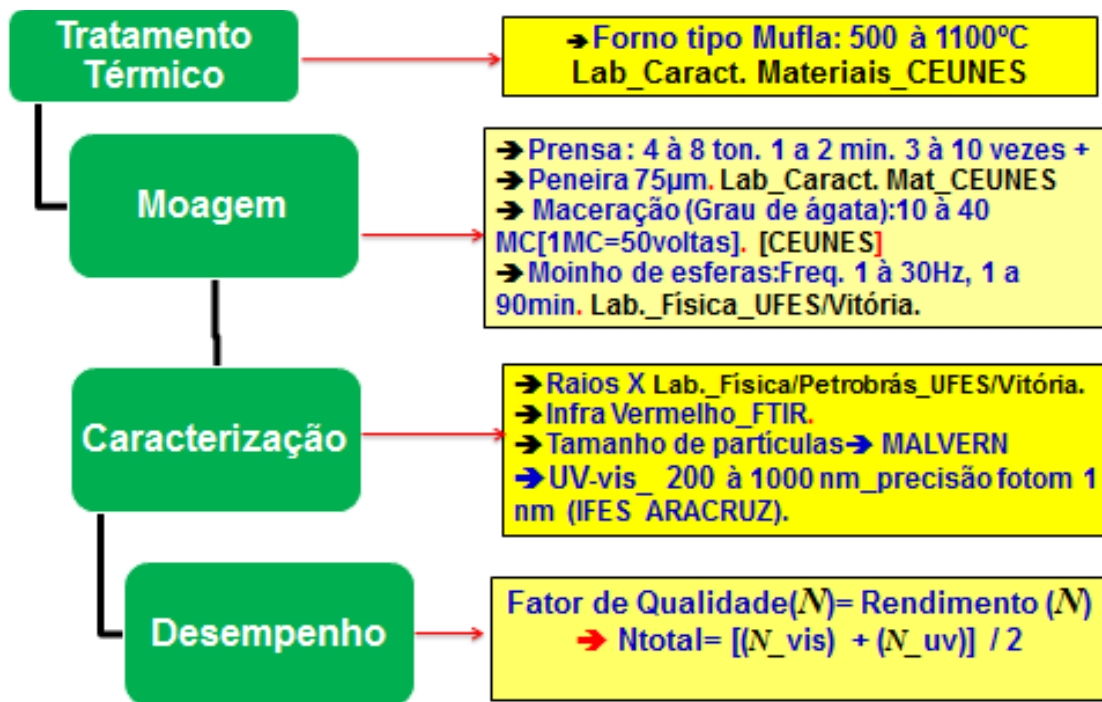 Tratamento
Térmico
➔ Forno tipo Mufla: 500 à 1100ºC
Lab_Caract. Materiais_CEUNES
Moagem
➔ Prensa: 4 à 8 ton. 1 a 2 min. 3 à 10 vezes +
➔ Peneira 75µm. Lab_Caract. Mat_CEUNES
➔ Maceração (Grau de ágata):10 à 40
MC[1MC=50voltas]. [CEUNES]
➔ Moinho de esferas:Freq. 1 à 30Hz, 1 a
90min. Lab._Física_UFES/Vitória.
Caracterização
➔ Raios X Lab._Física/Petrobrás_UFES/Vitória.
➔ Infra Vermelho_FTIR.
➔ Tamanho de partículas➔ MALVERN
➔ UV-vis_ 200 à 1000 nm_precisão fotom 1
nm (IFES ARACRUZ).
Desempenho
Fator de Qualidade(N)= Rendimento (N)
➔ Ntotal= [(N_vis) + (N_uv)] / 2